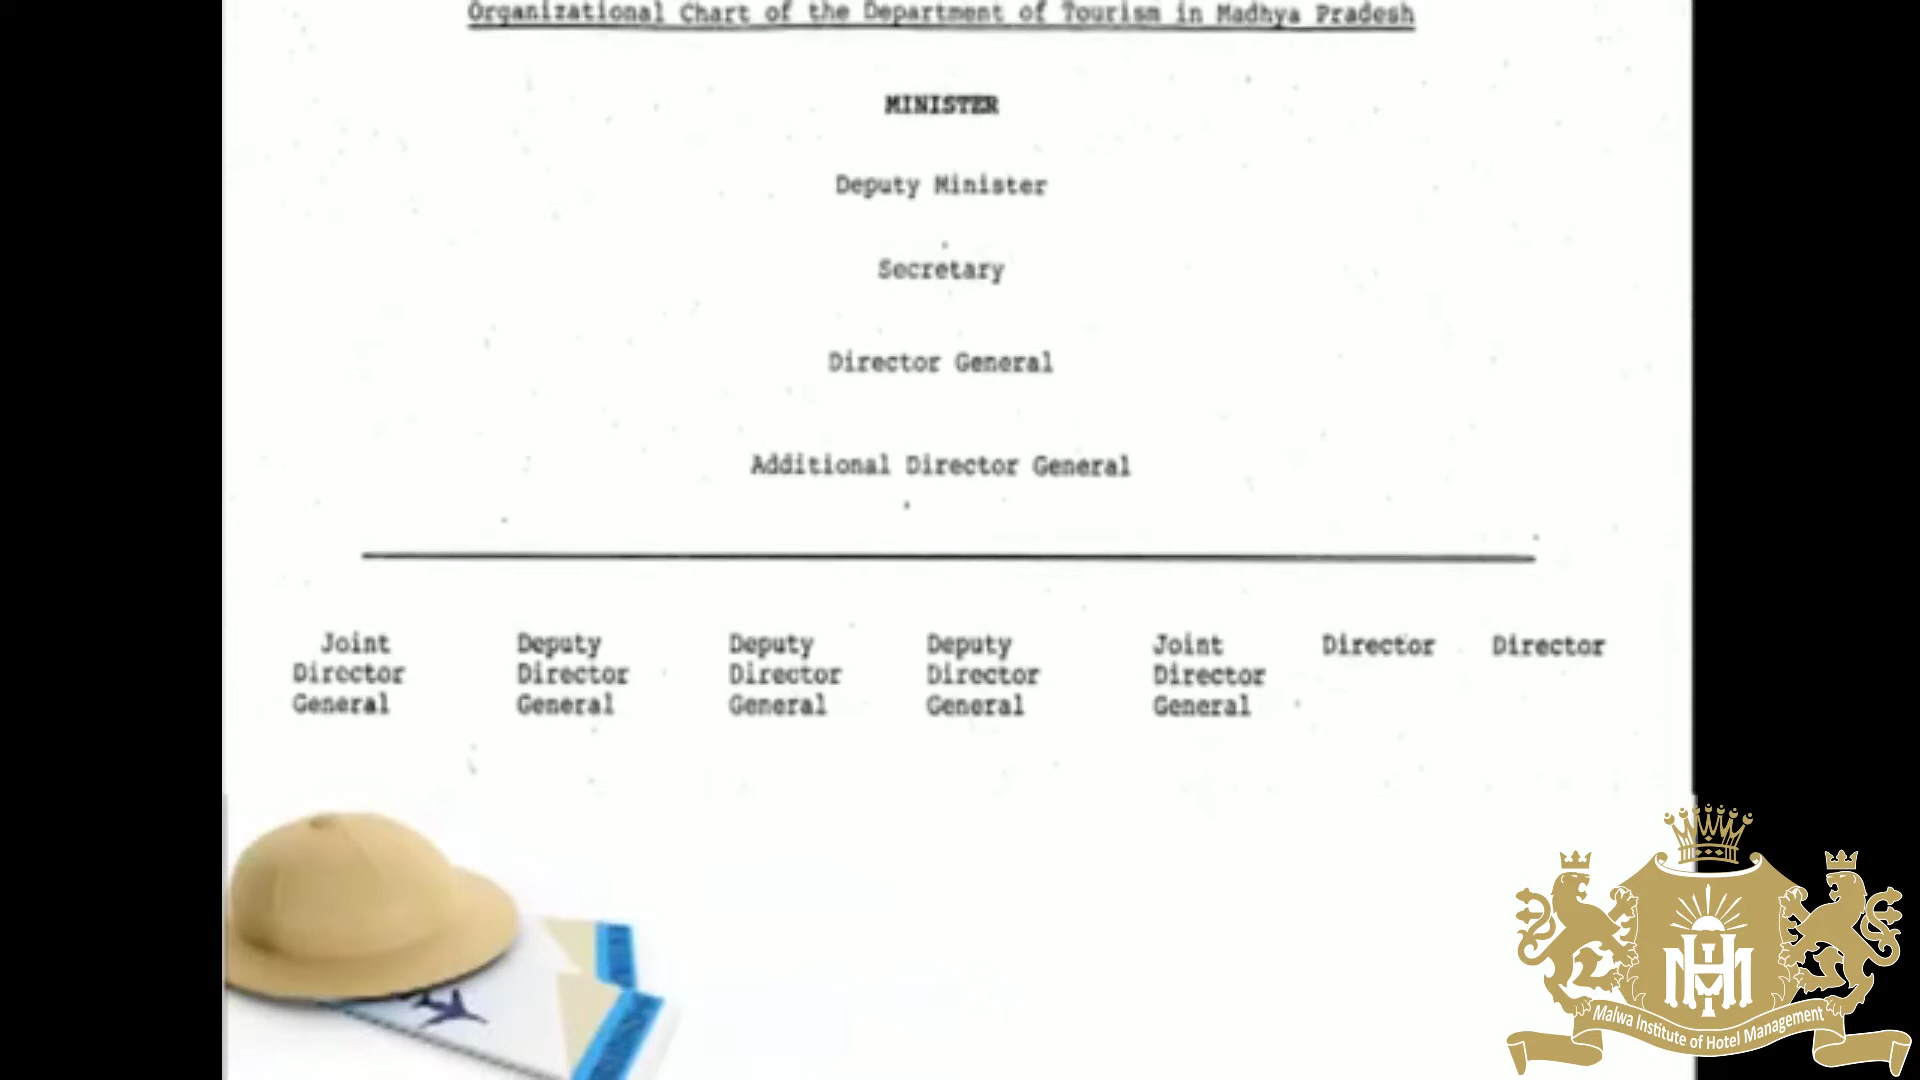 Organizational Chart of the Department of Tourism in Madhya Pradesh
MINISTER
Deputy Minister
Secretary
Director General
Additional Director General
Joint Director General
Deputy Director General
Deputy Director General
Deputy Director General
Joint Director General
Director
Director
Malwa Institute of Hotel Management